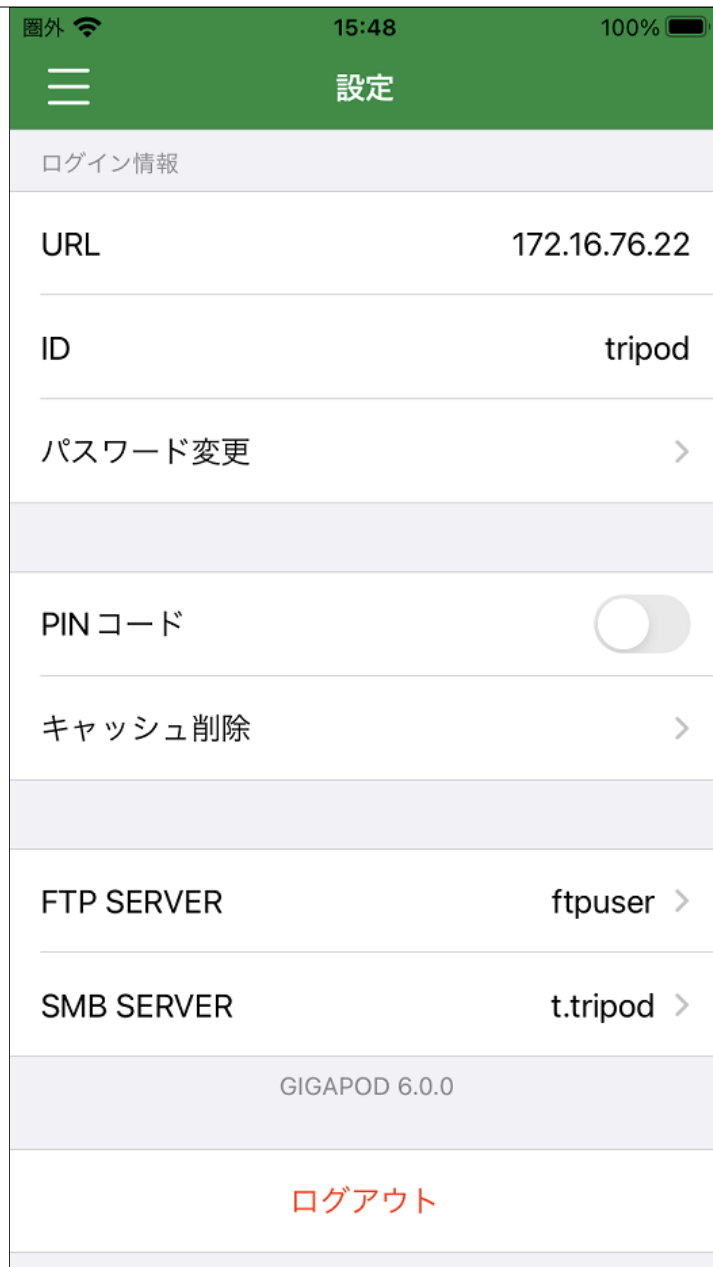 圏外 15:48 100%
設定
ログイン情報
URL 172.16.76.22
ID tripod
パスワード変更
PINコード
キャッシュ削除
FTP SERVER ftpuser
SMB SERVER t.tripod
GIGAPOD 6.0.0
ログアウト